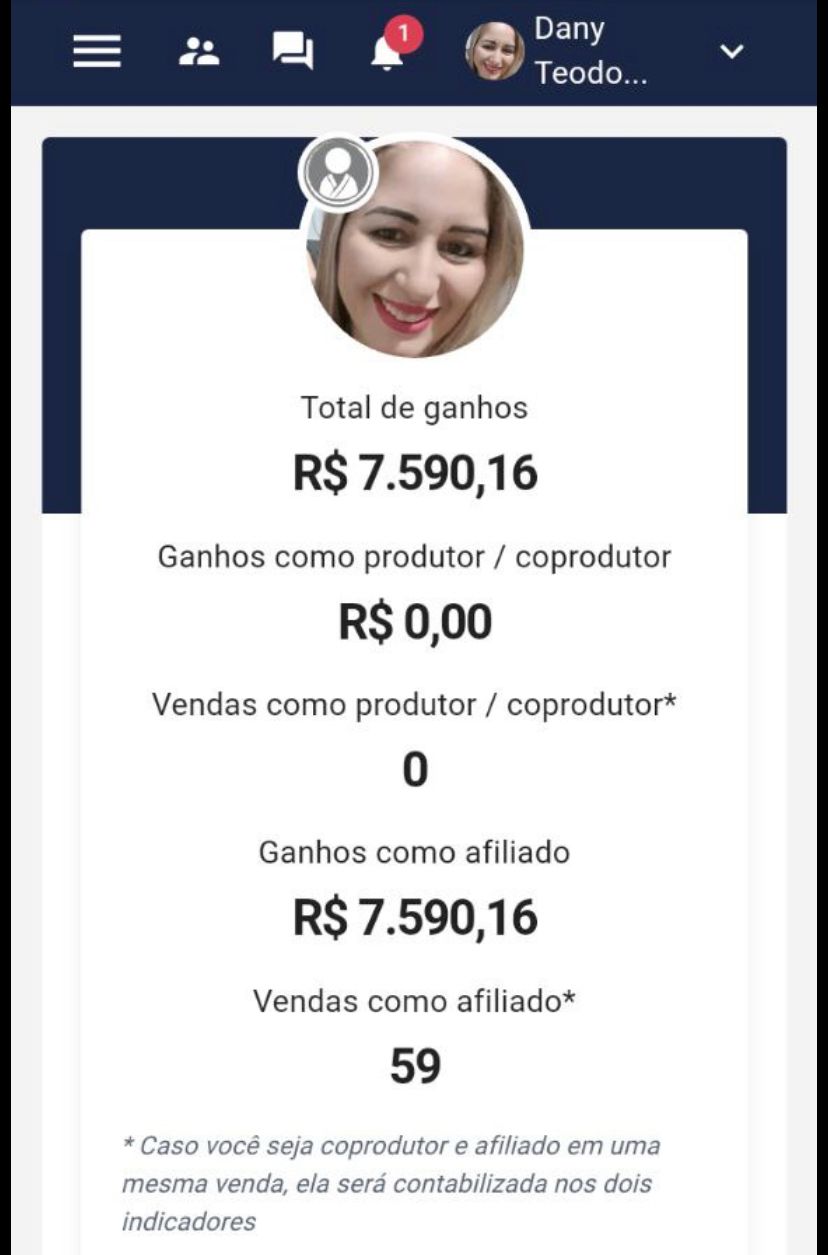 1
Dany
Teodo...
Total de ganhos
R$ 7.590,16
Ganhos como produtor / coprodutor
R$ 0,00
Vendas como produtor / coprodutor*
0
Ganhos como afiliado
R$ 7.590,16
Vendas como afiliado*
59
* Caso você seja coprodutor e afiliado em uma
mesma venda, ela será contabilizada nos dois
indicadores